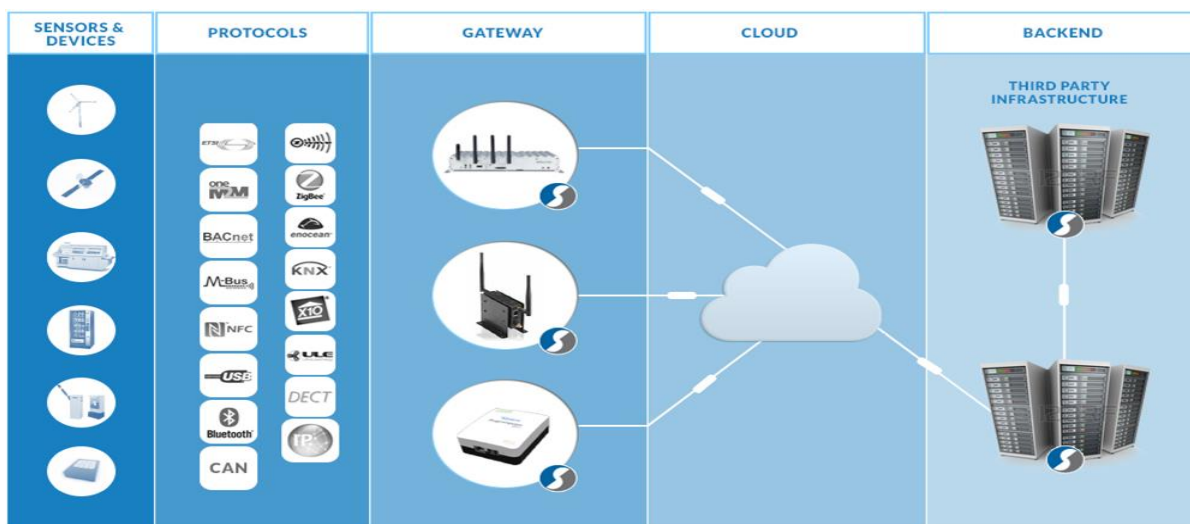 SENSORS &
DEVICES
PROTOCOLS
GATEWAY
CLOUD
BACKEND
THIRD PARTY
INFRASTRUCTURE
ETSI
one
M2M
ZigBee
BACnet
enocean
M-Bus
KNX
X10
NFC
ULE
USB
DECT
Bluetooth
IP
CAN